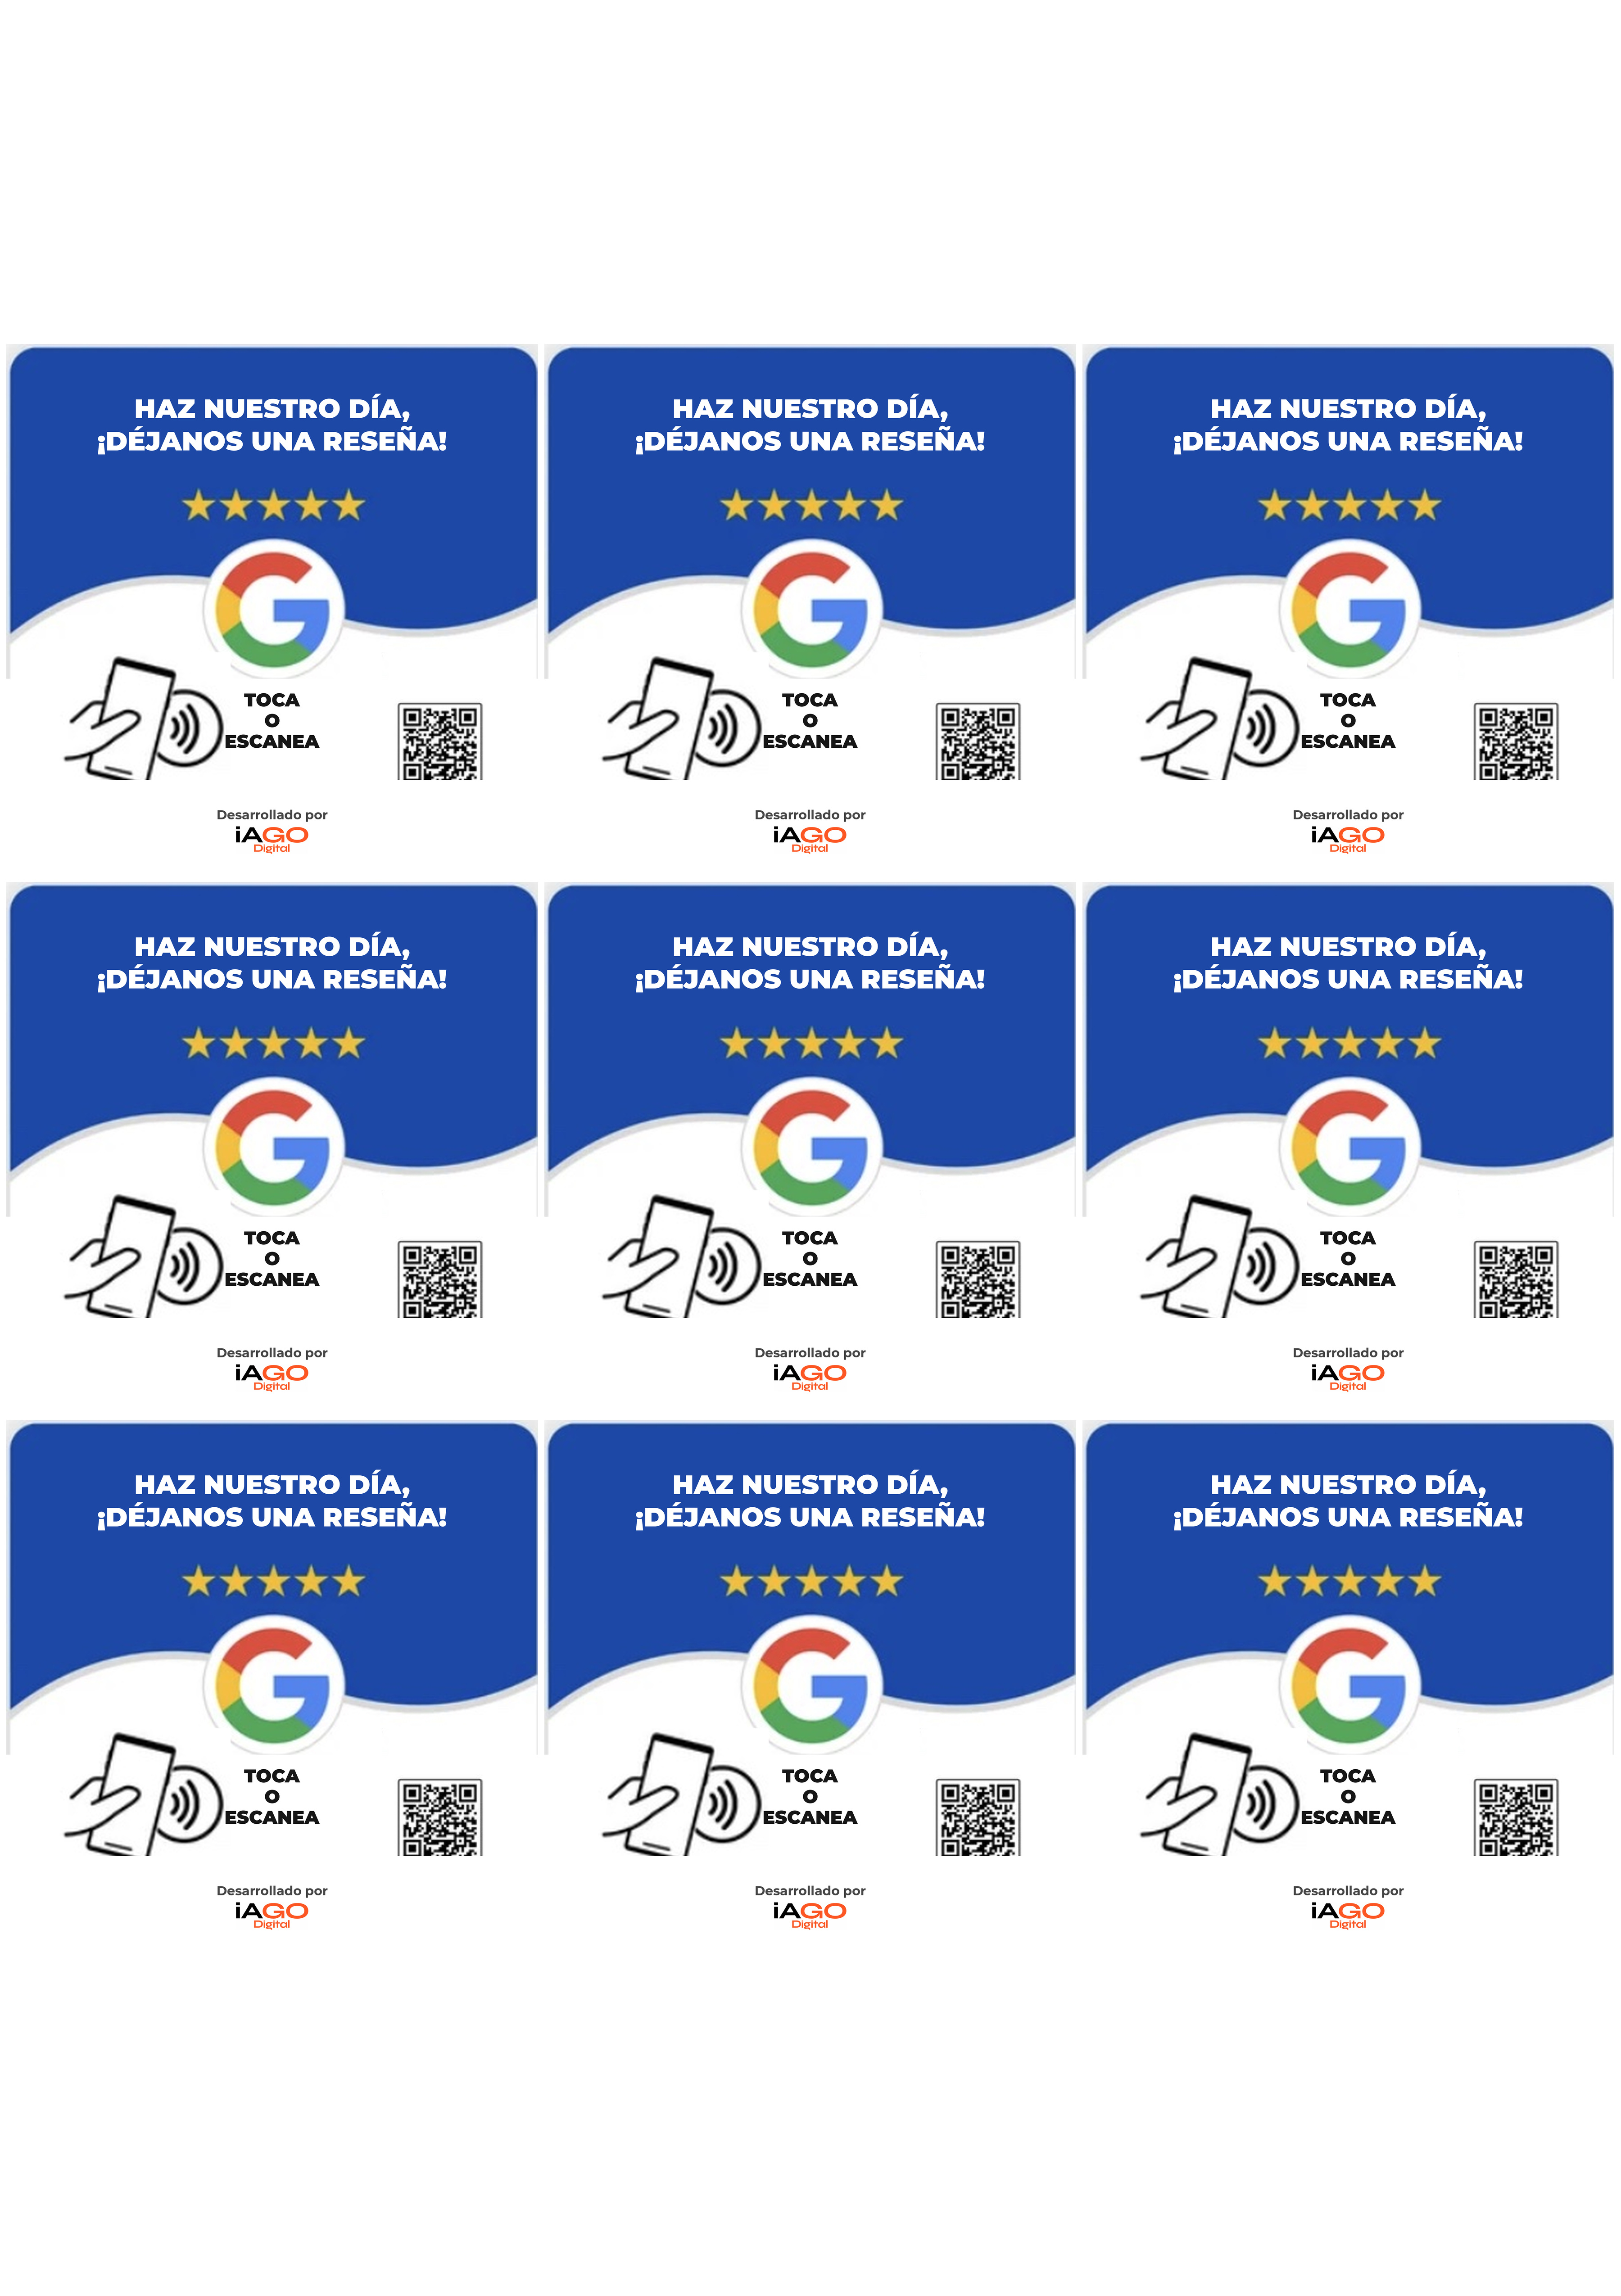 HAZ NUESTRO DÍA,
¡DÉJANOS UNA RESEÑA!
TOCA
O
ESCANEA
Desarrollado por
iAGO
Digital
HAZ NUESTRO DÍA,
¡DÉJANOS UNA RESEÑA!
TOCA
O
ESCANEA
Desarrollado por
iAGO
Digital
HAZ NUESTRO DÍA,
¡DÉJANOS UNA RESEÑA!
TOCA
O
ESCANEA
Desarrollado por
iAGO
Digital
HAZ NUESTRO DÍA,
¡DÉJANOS UNA RESEÑA!
TOCA
O
ESCANEA
Desarrollado por
iAGO
Digital
HAZ NUESTRO DÍA,
¡DÉJANOS UNA RESEÑA!
TOCA
O
ESCANEA
Desarrollado por
iAGO
Digital
HAZ NUESTRO DÍA,
¡DÉJANOS UNA RESEÑA!
TOCA
O
ESCANEA
Desarrollado por
iAGO
Digital
HAZ NUESTRO DÍA,
¡DÉJANOS UNA RESEÑA!
TOCA
O
ESCANEA
Desarrollado por
iAGO
Digital
HAZ NUESTRO DÍA,
¡DÉJANOS UNA RESEÑA!
TOCA
O
ESCANEA
Desarrollado por
iAGO
Digital
HAZ NUESTRO DÍA,
¡DÉJANOS UNA RESEÑA!
TOCA
O
ESCANEA
Desarrollado por
iAGO
Digital